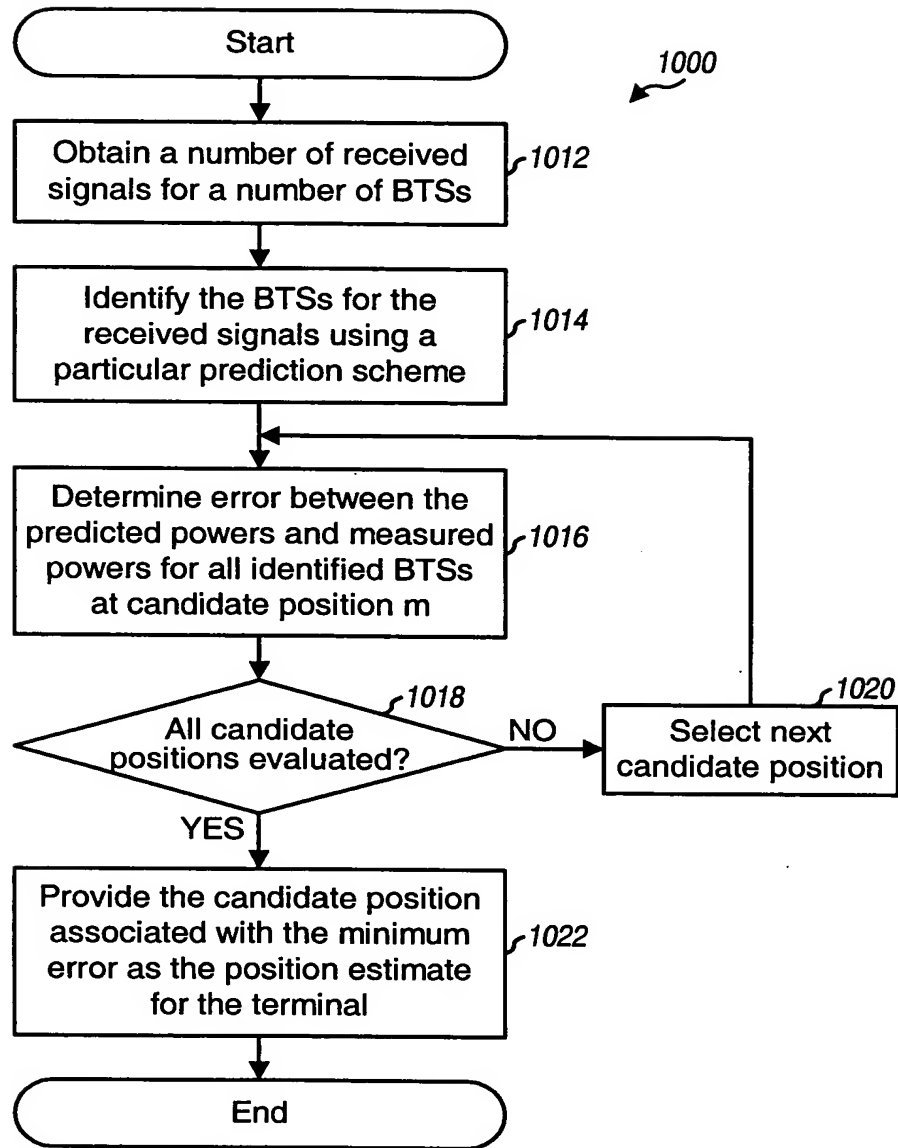 Start
1000
Obtain a number of received
signals for a number of BTSs
1012
Identify the BTSs for the
received signals using a
particular prediction scheme
1014
Determine error between the
predicted powers and measured
powers for all identified BTSs
at candidate position m
1016
1018
All candidate
positions evaluated?
NO
1020
Select next
candidate position
YES
Provide the candidate position
associated with the minimum
error as the position estimate
for the terminal
1022
End